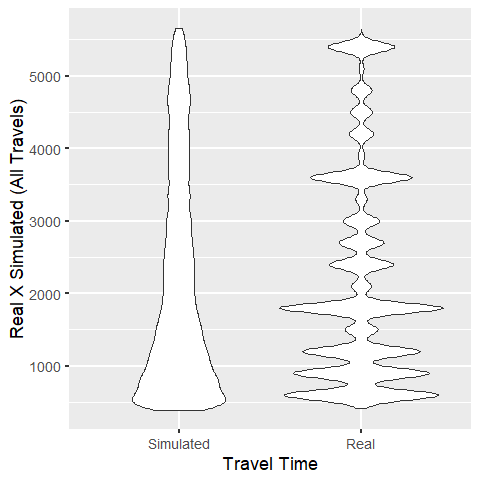 Real X Simulated (All Travels)
5000
4000
3000
2000
1000
Simulated
Real
Travel Time